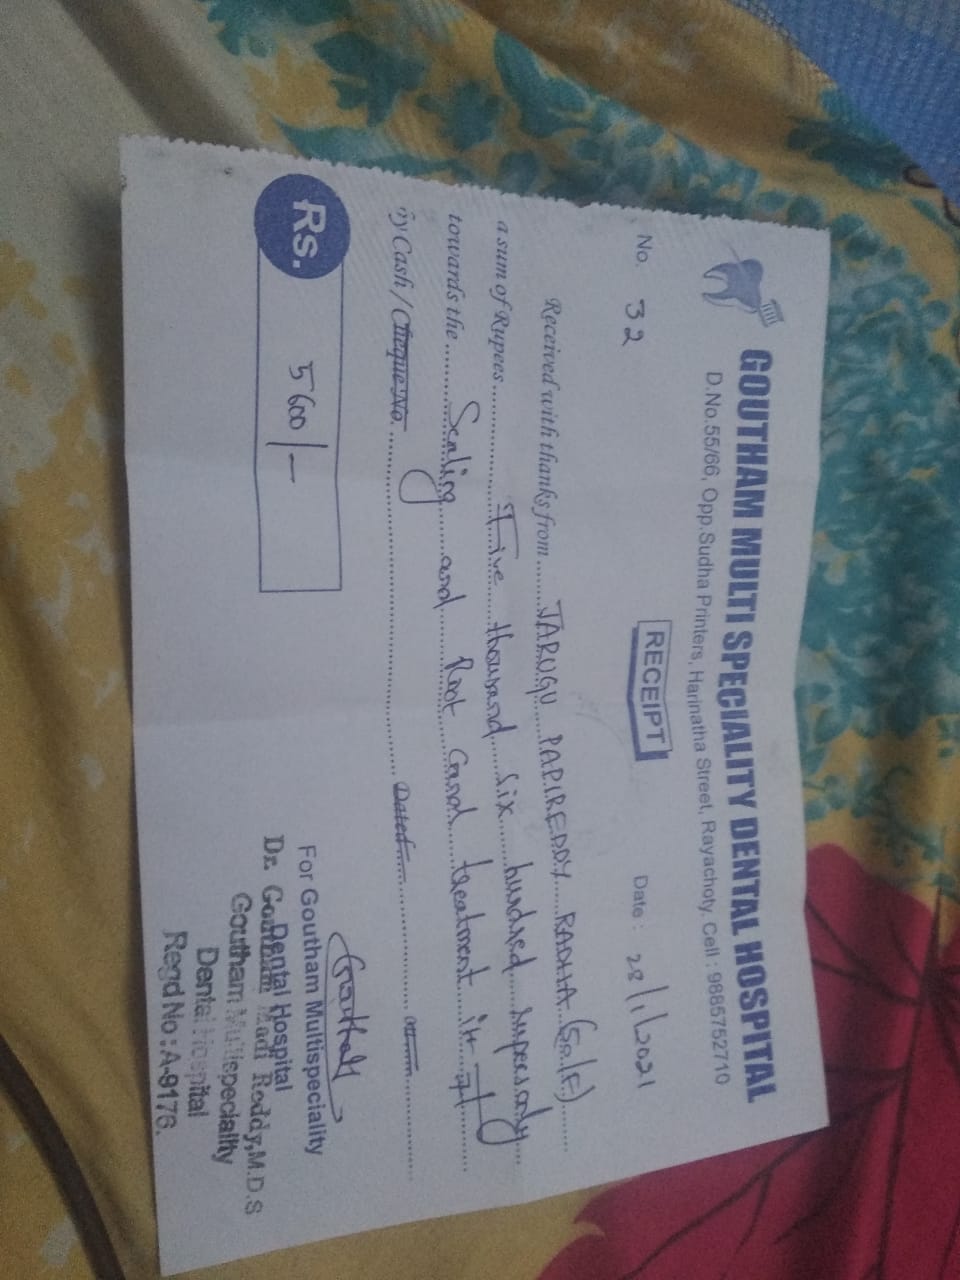 GOUTHAM MULTI SPECIALITY DENTAL HOSPITAL
D.No.55/66, Opp.Sudha Printers, Harinatha Street, Rayachoty, Cell : 9885752710
RECEIPT
No. 32 Date : 28/1/2021
Received with thanks from JARUGU PAPIREDDY RADHA
a sum of Rupees Five thousand six hundred rupees only
towards the Scaling and Root Canal treatment
by Cash / Cheque No. Dated
Rs. 5600/-
For Goutham Multispeciality
Dental Hospital
Dr. Goutham Madi Reddy, M.D.S
Goutham Multispeciality
Dental Hospital
Regd No : A-9176.